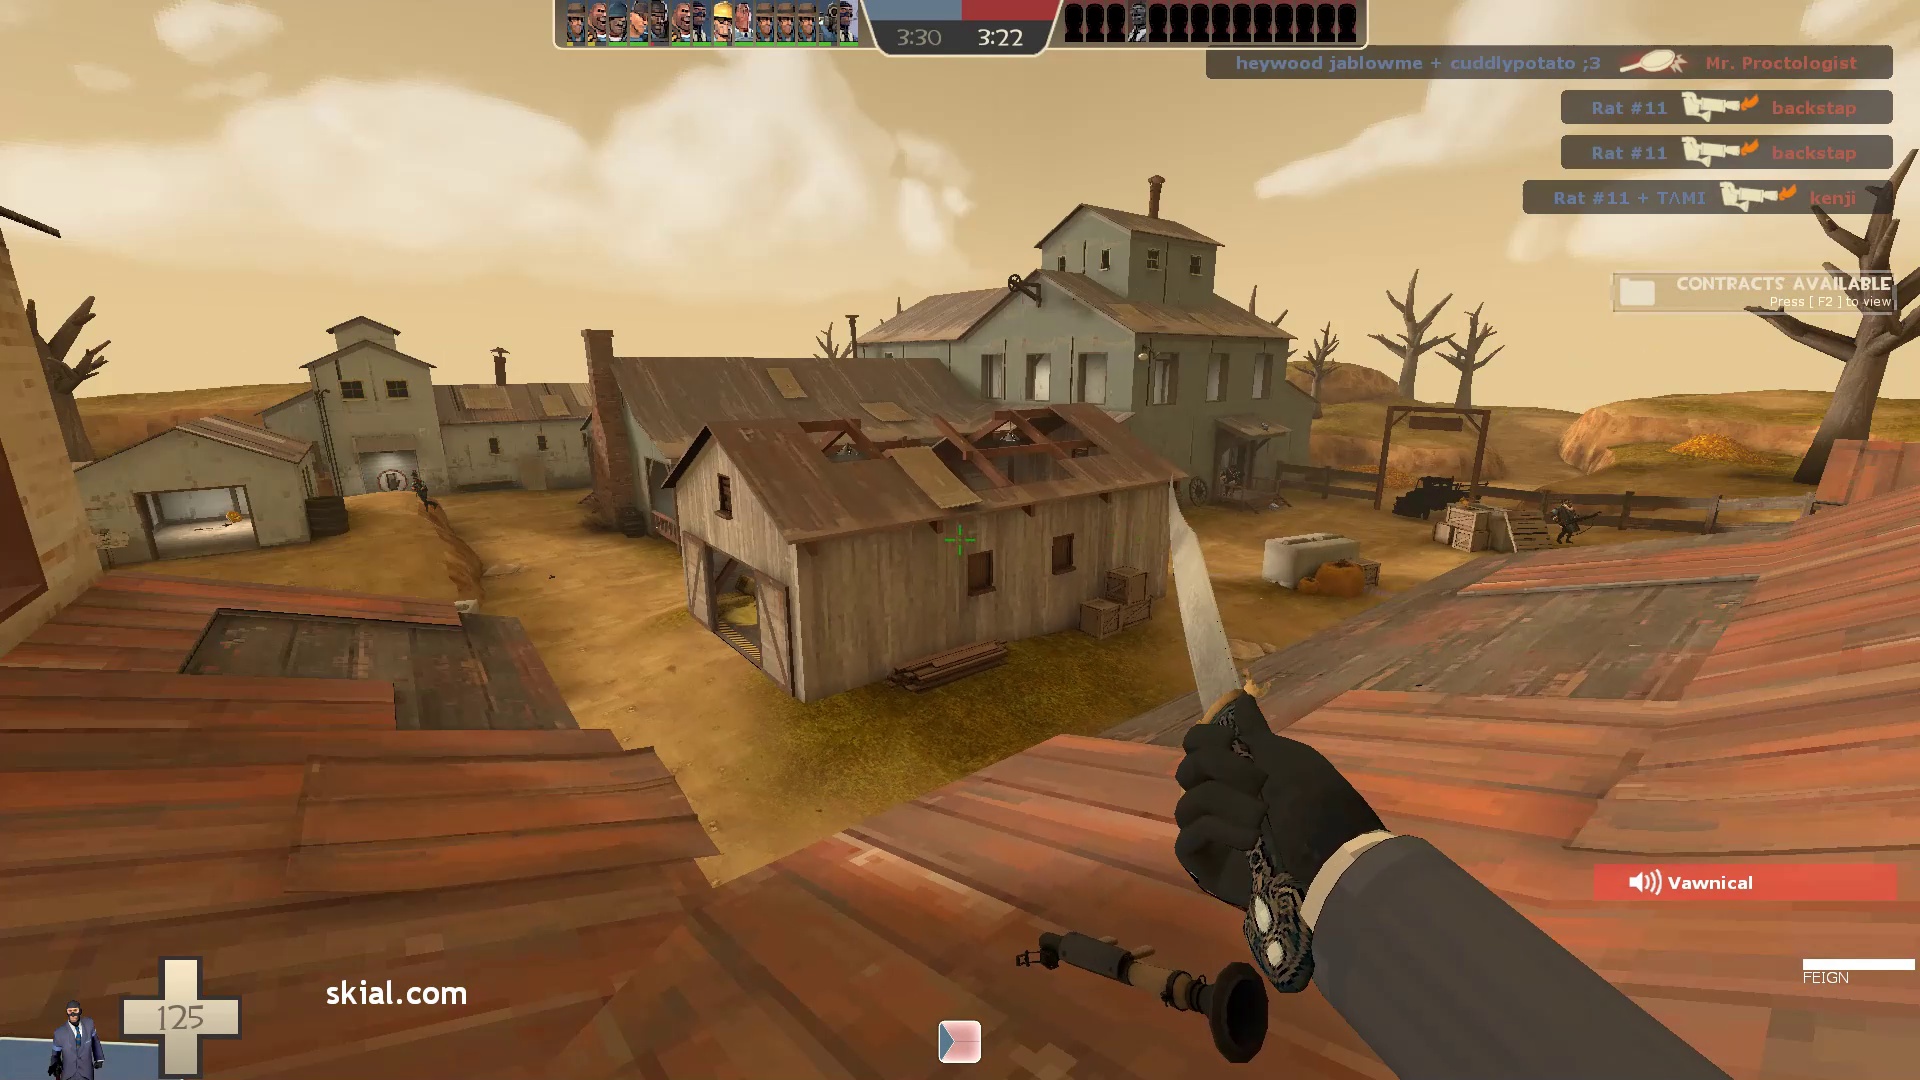 3:30 3:22
heywood jablowme + cuddlypotato ;3 Mr. Proctologist
Rat #11 backstap
Rat #11 backstap
Rat #11 + TΛMI kenji
CONTRACTS AVAILABLE
Press [ F2 ] to view
Vawnical
FEIGN
skial.com
125